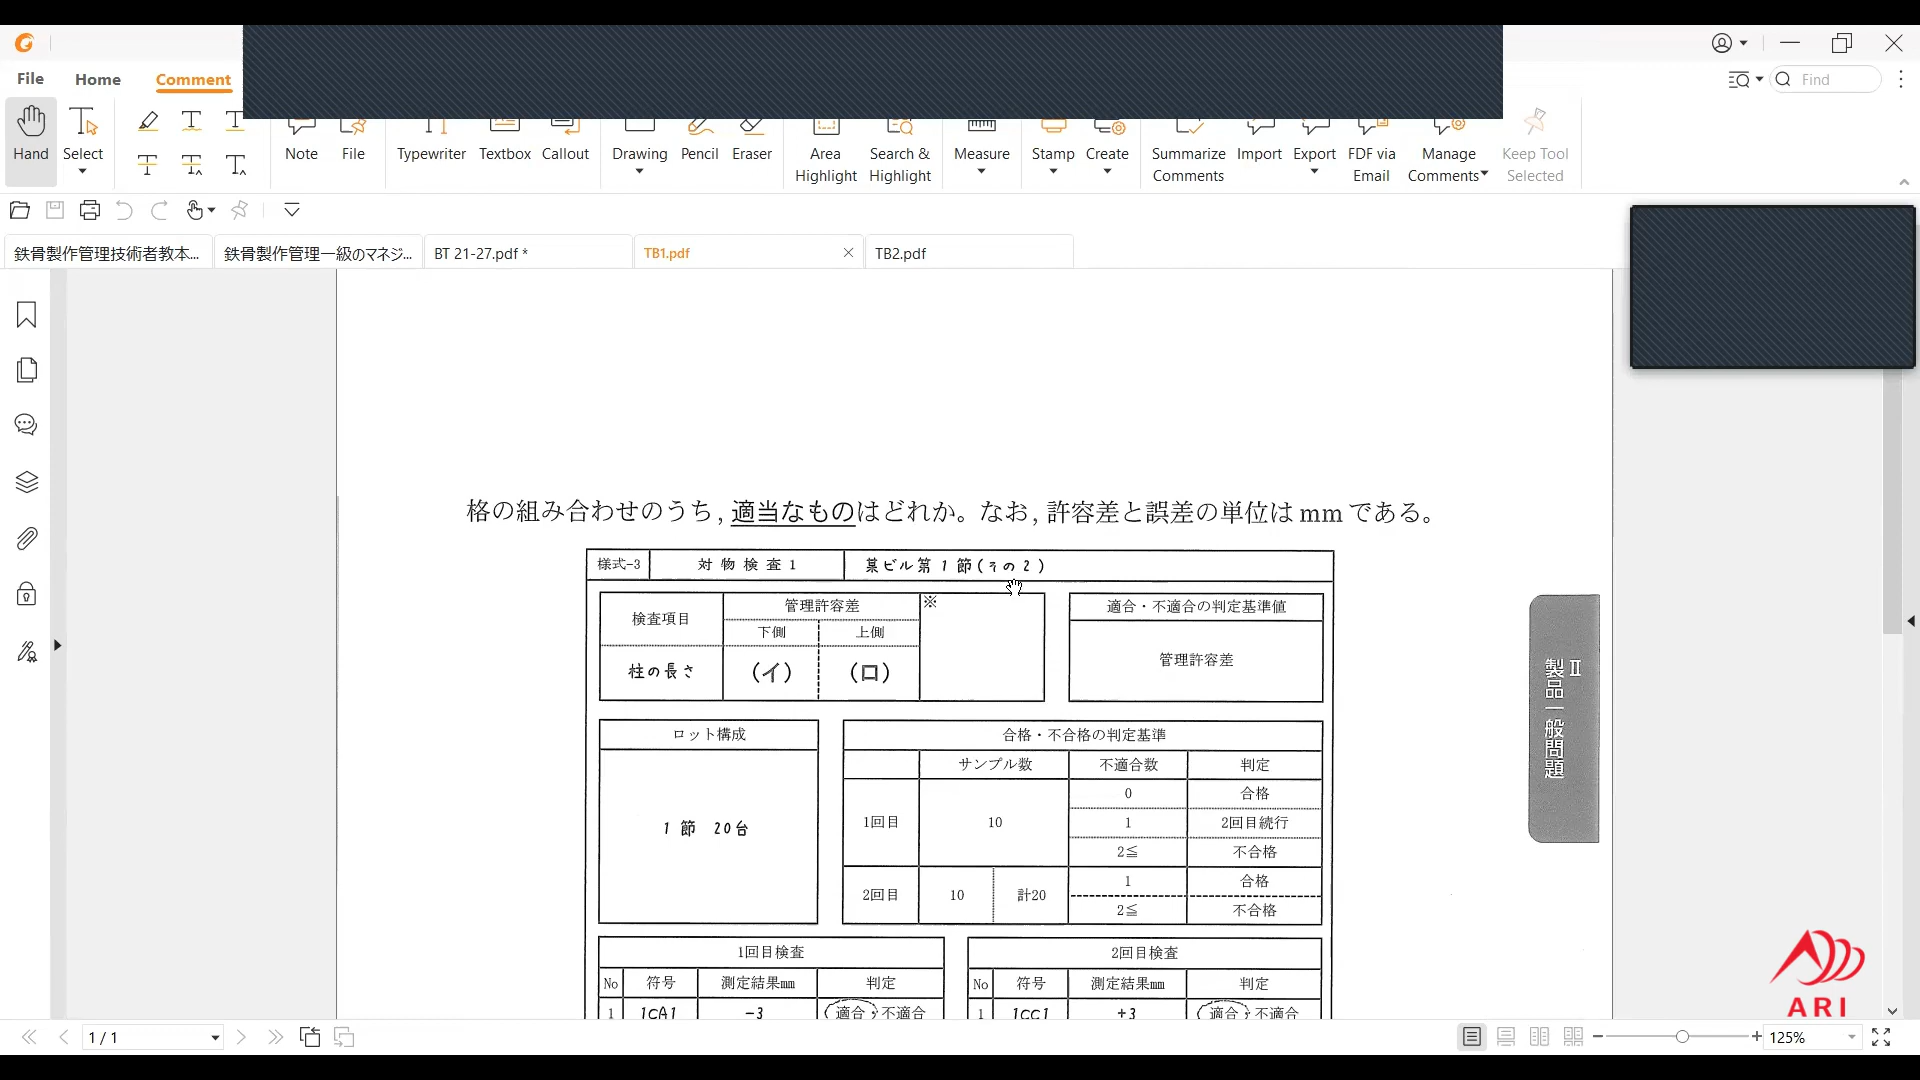 File Home Comment
Find
Hand Select Note File Typewriter Textbox Callout Drawing Pencil Eraser Area Highlight Search & Highlight Measure Stamp Create Summarize Comments Import Export FDF via Email Manage Comments Keep Tool Selected
鉄骨製作管理技術者教本... 鉄骨製作管理一級のマネジ... BT 21-27.pdf * TB1.pdf TB2.pdf
格の組み合わせのうち,適当なものはどれか。なお,許容差と誤差の単位は mm である。
様式-3 対物検査1 某ビル第1節(その2)
検査項目 管理許容差 ※
下側 上側
柱の長さ (イ) (ロ)
適合・不適合の判定基準値
管理許容差
ロット構成
1節 20台
合格・不合格の判定基準
サンプル数 不適合数 判定
1回目 10 0 合格
1 2回目続行
2≦ 不合格
2回目 10 計20 1 合格
2≦ 不合格
1回目検査
No 符号 測定結果mm 判定
1 1CA1 -3 適合・不適合
2回目検査
No 符号 測定結果mm 判定
1 1CC1 +3 適合・不適合
Ⅱ
製品一般問題
ARI
1 / 1
125%